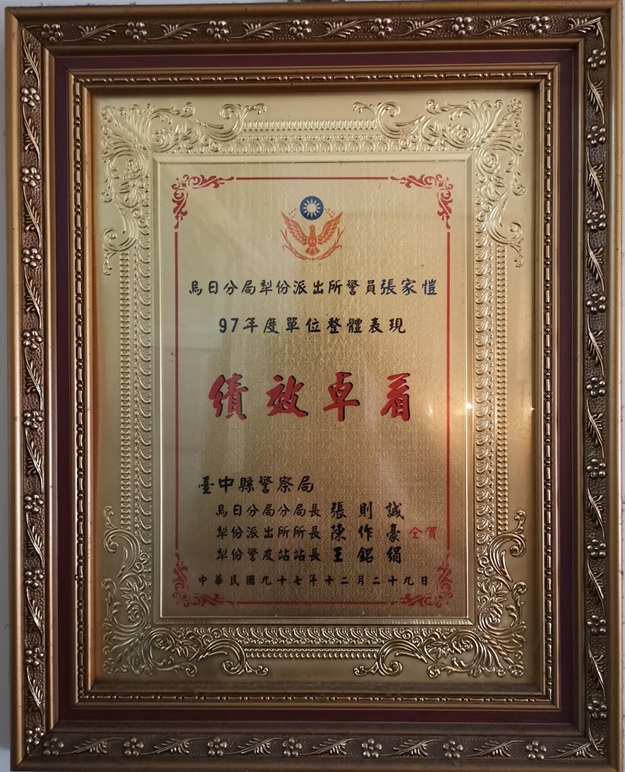 烏日分局犁份派出所警員張家愷
97年度單位整體表現
績效卓著
臺中縣警察局
烏日分局分局長 張則誠
犁份派出所所長 陳作豪 仝賀
犁份警友站站長 王銘絹
中華民國九十七年十二月二十九日